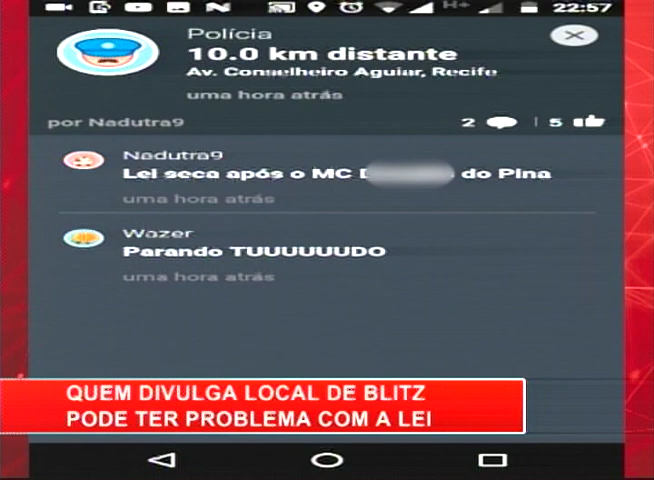 H+ 22:57
Polícia
10.0 km distante
Av. Conselheiro Aguiar, Recife
uma hora atrás
por Nadutra9 2 5
Nadutra9
Lei seca após o MC do Pina
uma hora atrás
Wazer
Parando TUUUUUUDO
uma hora atrás
QUEM DIVULGA LOCAL DE BLITZ
PODE TER PROBLEMA COM A LEI